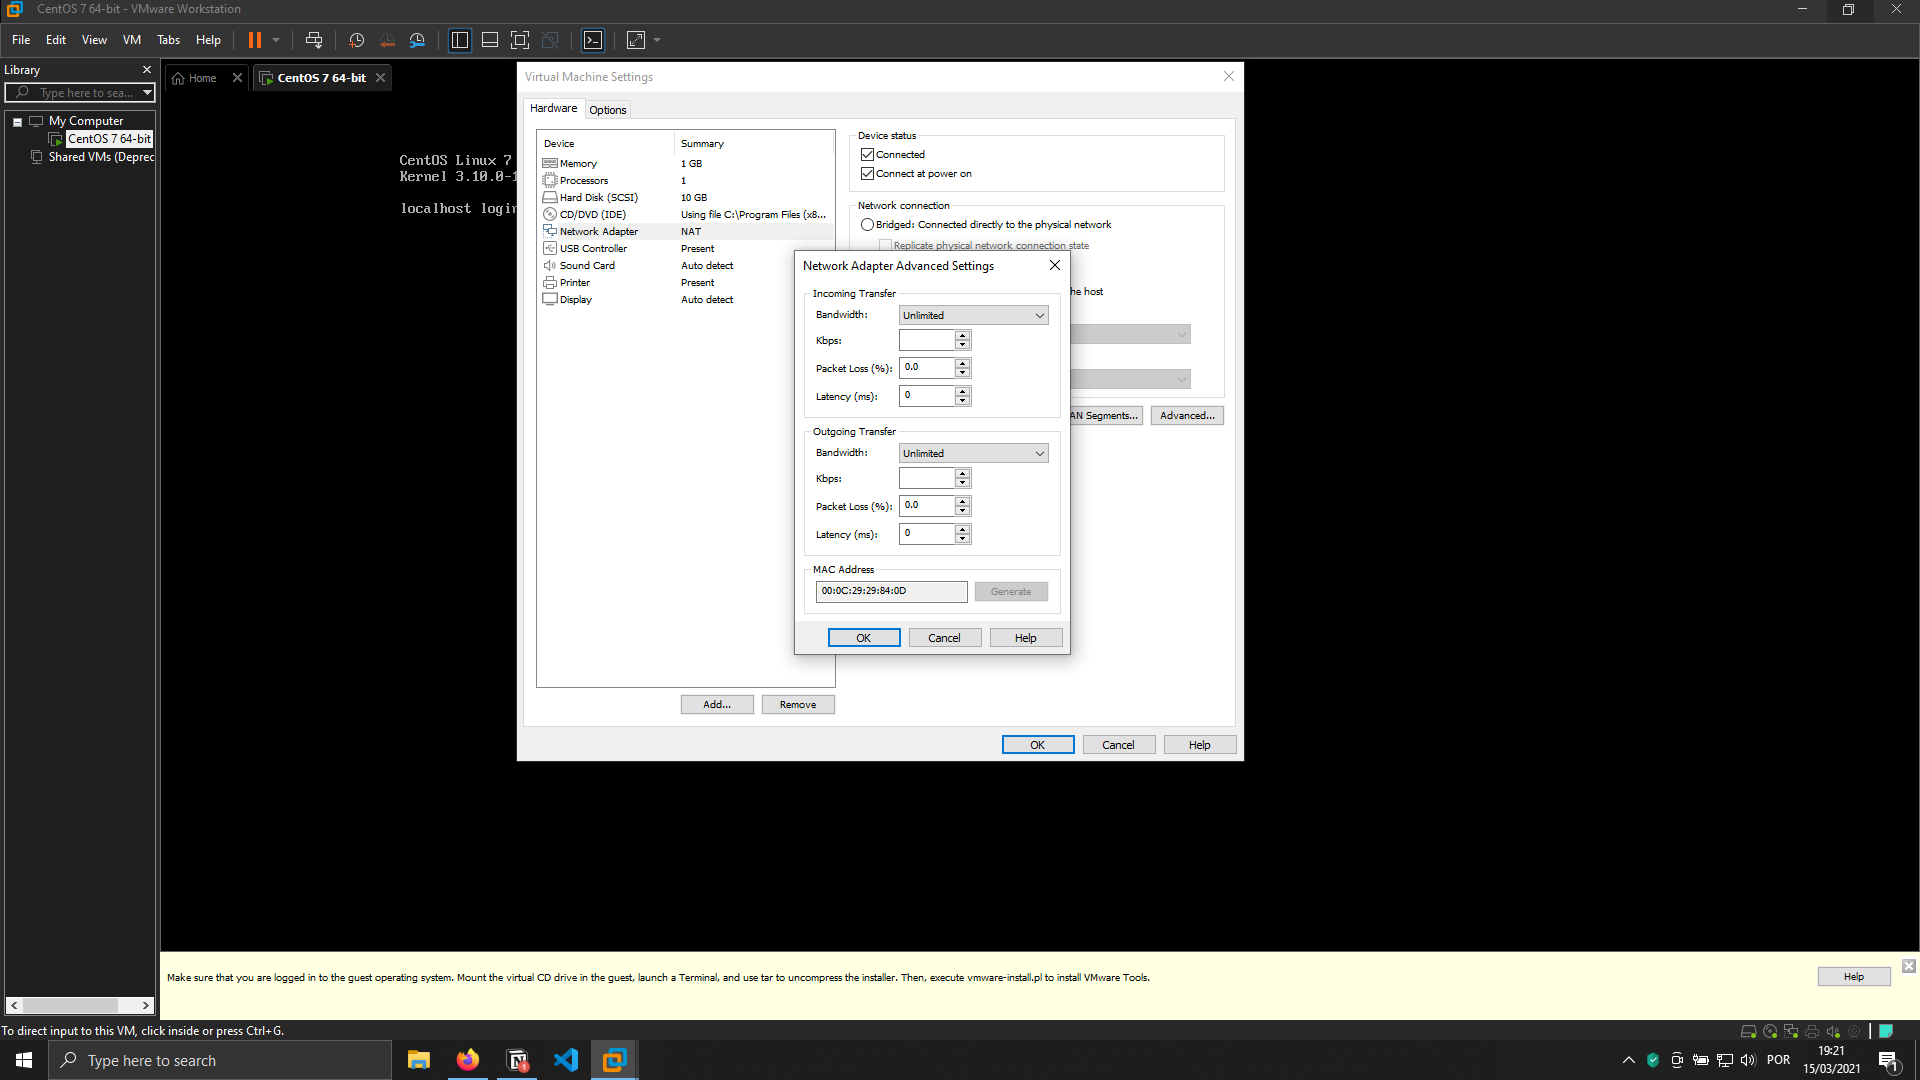 CentOS 7 64-bit - VMware Workstation
File Edit View VM Tabs Help
Library
Type here to sea...
My Computer
CentOS 7 64-bit
Shared VMs (Deprec
Home
CentOS 7 64-bit
CentOS Linux 7
Kernel 3.10.0-1
localhost login
Virtual Machine Settings
Hardware Options
Device Summary
Memory 1 GB
Processors 1
Hard Disk (SCSI) 10 GB
CD/DVD (IDE) Using file C:\Program Files (x8...
Network Adapter NAT
USB Controller Present
Sound Card Auto detect
Printer Present
Display Auto detect
Add... Remove
Device status
Connected
Connect at power on
Network connection
Bridged: Connected directly to the physical network
Replicate physical network connection state
he host
AN Segments... Advanced...
Network Adapter Advanced Settings
Incoming Transfer
Bandwidth: Unlimited
Kbps:
Packet Loss (%): 0.0
Latency (ms): 0
Outgoing Transfer
Bandwidth: Unlimited
Kbps:
Packet Loss (%): 0.0
Latency (ms): 0
MAC Address
00:0C:29:29:84:0D Generate
OK Cancel Help
OK Cancel Help
Make sure that you are logged in to the guest operating system. Mount the virtual CD drive in the guest, launch a Terminal, and use tar to uncompress the installer. Then, execute vmware-install.pl to install VMware Tools.
Help
To direct input to this VM, click inside or press Ctrl+G.
Type here to search
1
POR
19:21
15/03/2021
1